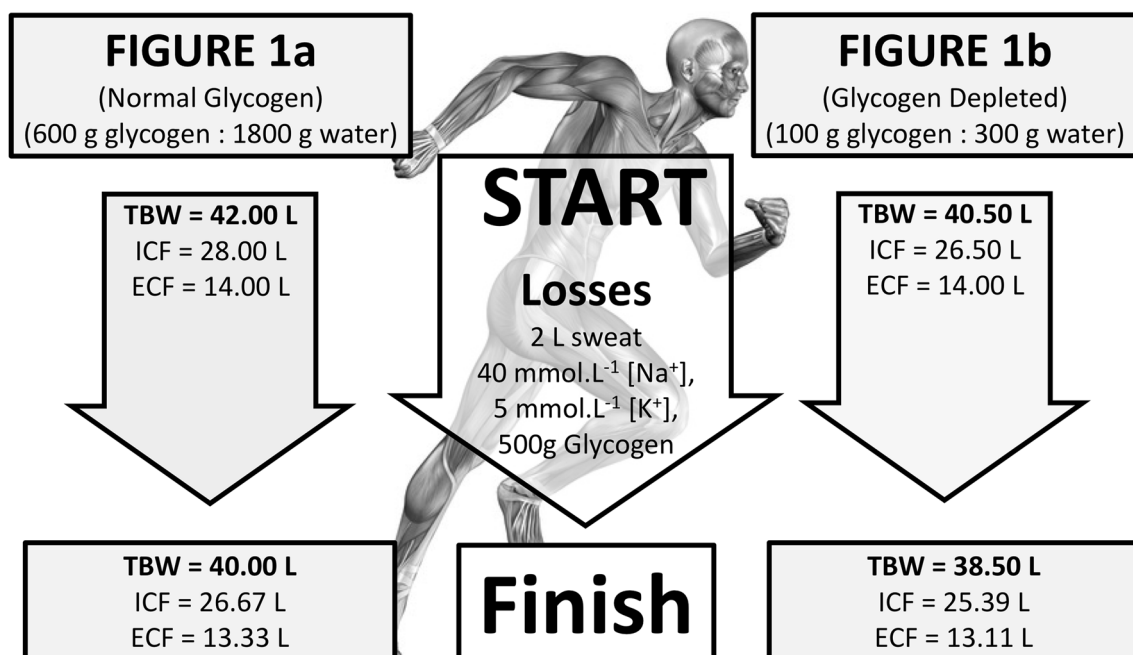 FIGURE 1a
(Normal Glycogen)
(600 g glycogen : 1800 g water)
FIGURE 1b
(Glycogen Depleted)
(100 g glycogen : 300 g water)
TBW = 42.00 L
ICF = 28.00 L
ECF = 14.00 L
START
Losses
2 L sweat
40 mmol.L⁻¹ [Na⁺],
5 mmol.L⁻¹ [K⁺],
500g Glycogen
TBW = 40.50 L
ICF = 26.50 L
ECF = 14.00 L
TBW = 40.00 L
ICF = 26.67 L
ECF = 13.33 L
Finish
TBW = 38.50 L
ICF = 25.39 L
ECF = 13.11 L